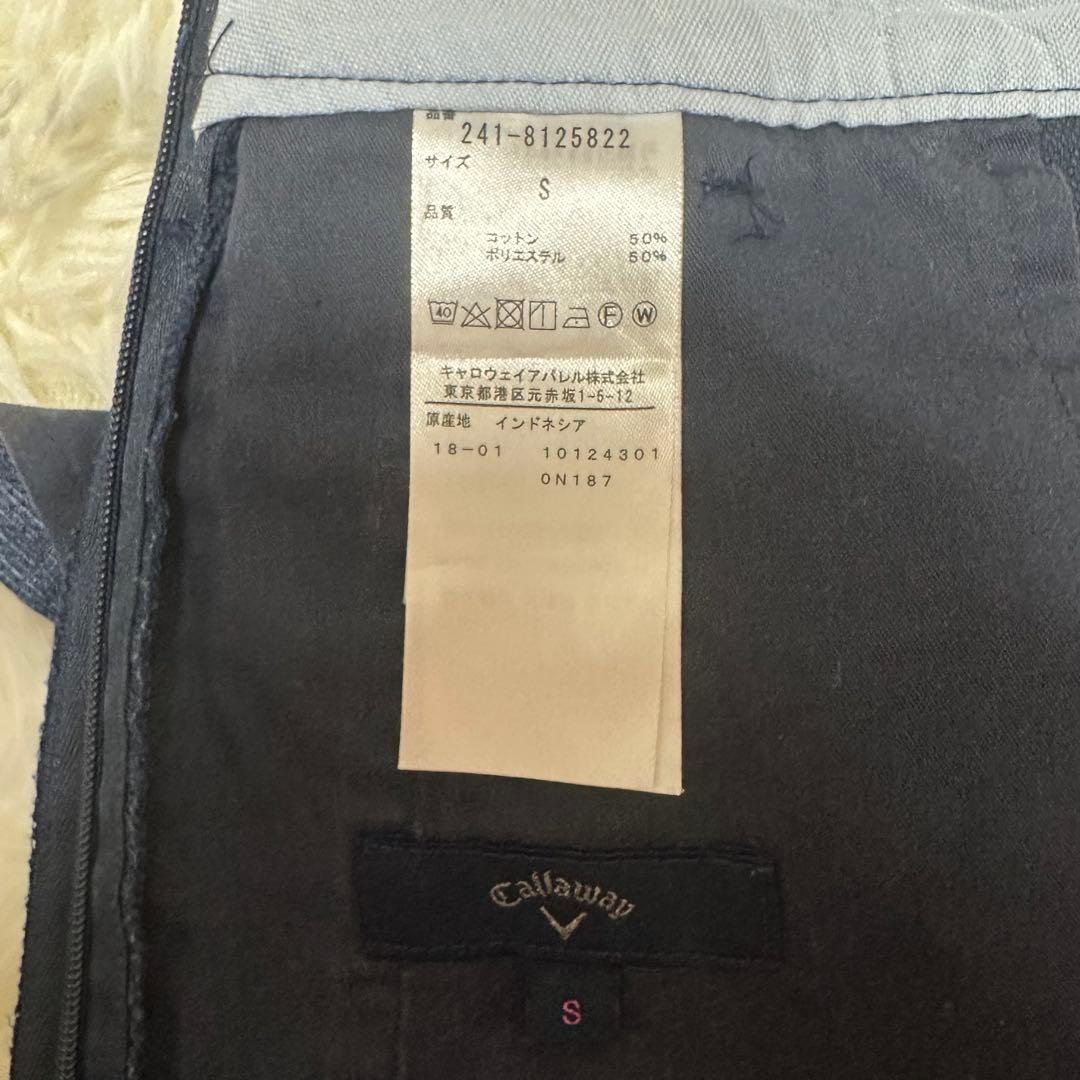 品番
241-8125822
サイズ
S
品質
コットン 50%
ポリエステル 50%
40 F W
キャロウェイアパレル株式会社
東京都港区元赤坂1-5-12
原産地 インドネシア
18-01 10124301
0N187
Callaway
S